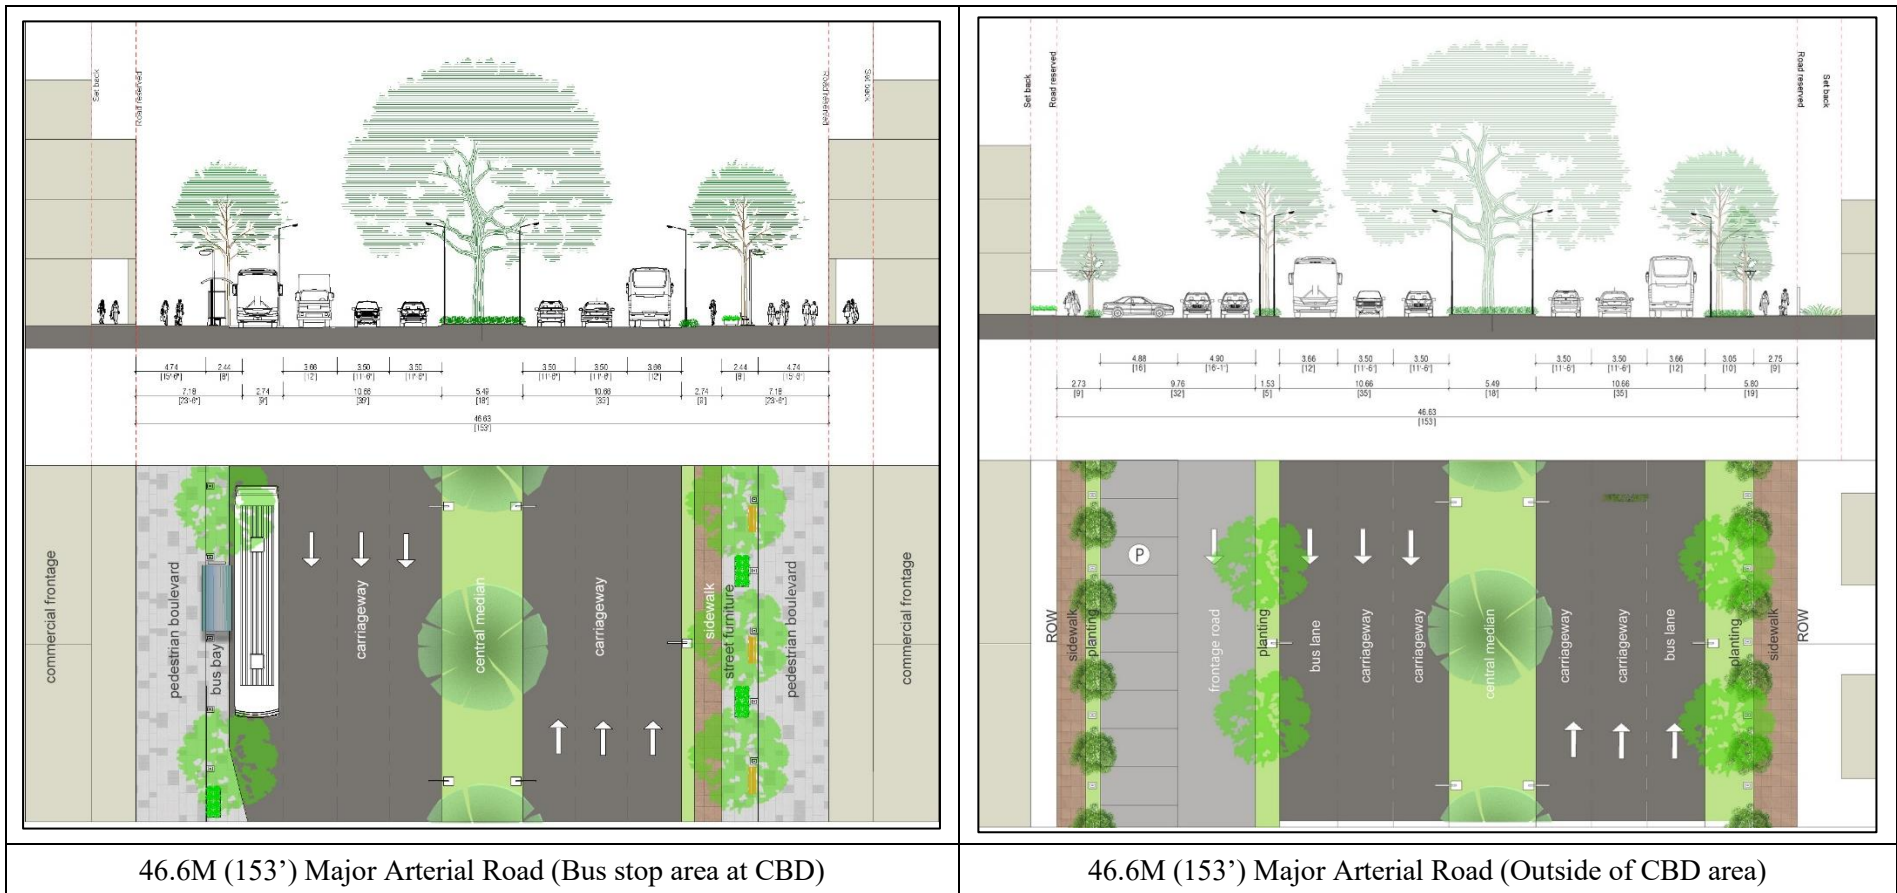 Set back
Road reserved
Road reserved
Set back
4.74 2.44 3.66 3.50 3.50 3.50 3.50 3.66 2.44 4.74
[15'-6"] [8'] [12'] [11'-6"] [11'-6"] [11'-6"] [11'-6"] [12'] [8'] [15'-6"]
7.18 2.74 10.66 5.49 10.66 2.74 7.18
[23'-6"] [9'] [35'] [18'] [35'] [9'] [23'-6"]
46.63
[153']
commercial frontage
pedestrian boulevard
bus bay
carriageway
central median
carriageway
sidewalk
street furniture
pedestrian boulevard
commercial frontage
46.6M (153’) Major Arterial Road (Bus stop area at CBD)
Set back
Road reserved
Road reserved
Set back
4.88 4.90 3.66 3.50 3.50 3.50 3.50 3.66 3.05 2.75
[16'] [16'-1"] [12'] [11'-6"] [11'-6"] [11'-6"] [11'-6"] [12'] [10'] [9']
2.73 9.76 1.53 10.66 5.49 10.66 5.80
[9'] [32'] [5'] [35'] [18'] [35'] [19']
46.63
[153']
ROW
sidewalk
planting
P
frontage road
planting
bus lane
carriageway
carriageway
central median
carriageway
carriageway
bus lane
planting
sidewalk
ROW
46.6M (153’) Major Arterial Road (Outside of CBD area)